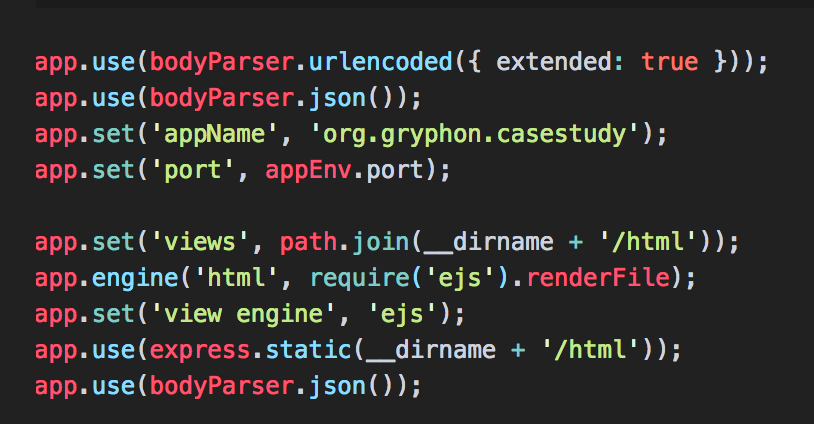 app.use(bodyParser.urlencoded({ extended: true }));
app.use(bodyParser.json());
app.set('appName', 'org.gryphon.casestudy');
app.set('port', appEnv.port);
app.set('views', path.join(__dirname + '/html'));
app.engine('html', require('ejs').renderFile);
app.set('view engine', 'ejs');
app.use(express.static(__dirname + '/html'));
app.use(bodyParser.json());